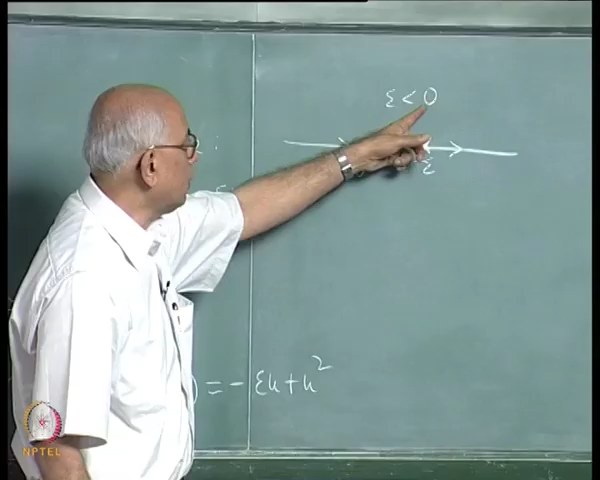 ε < 0
ε
) = - εu + u²
NPTEL